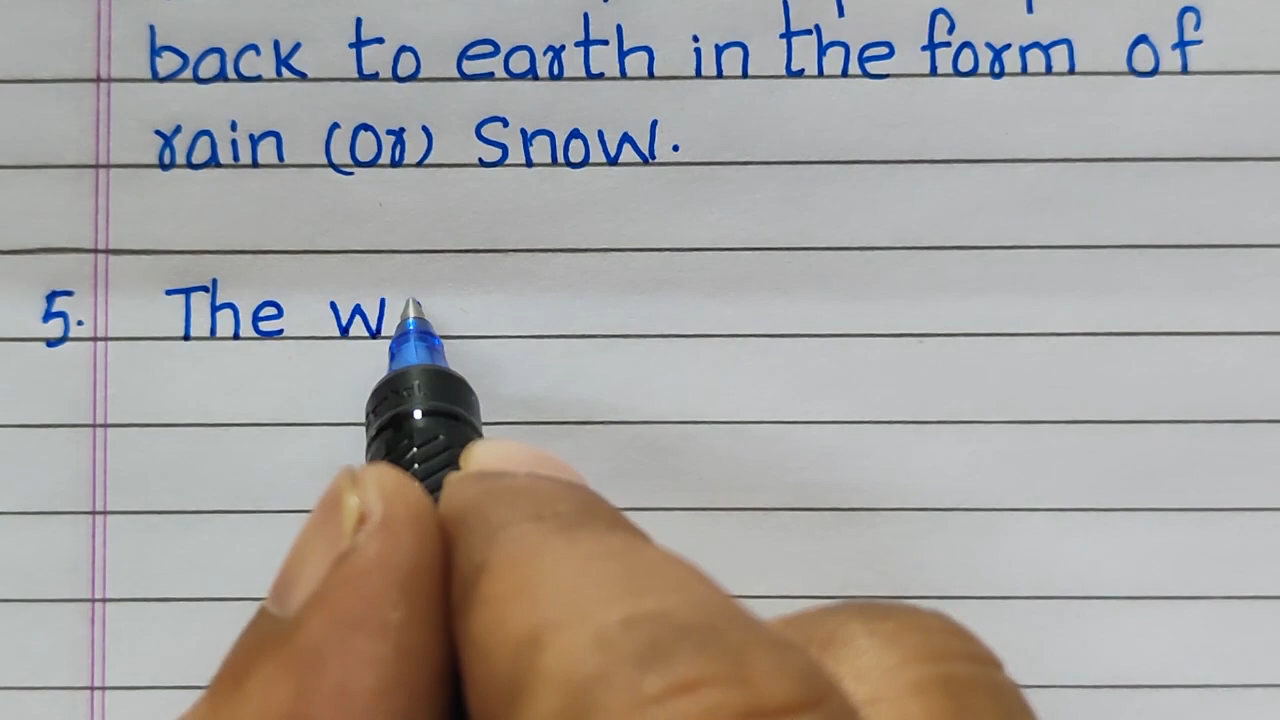 back to earth in the form of
rain (Or) Snow.
5. The w